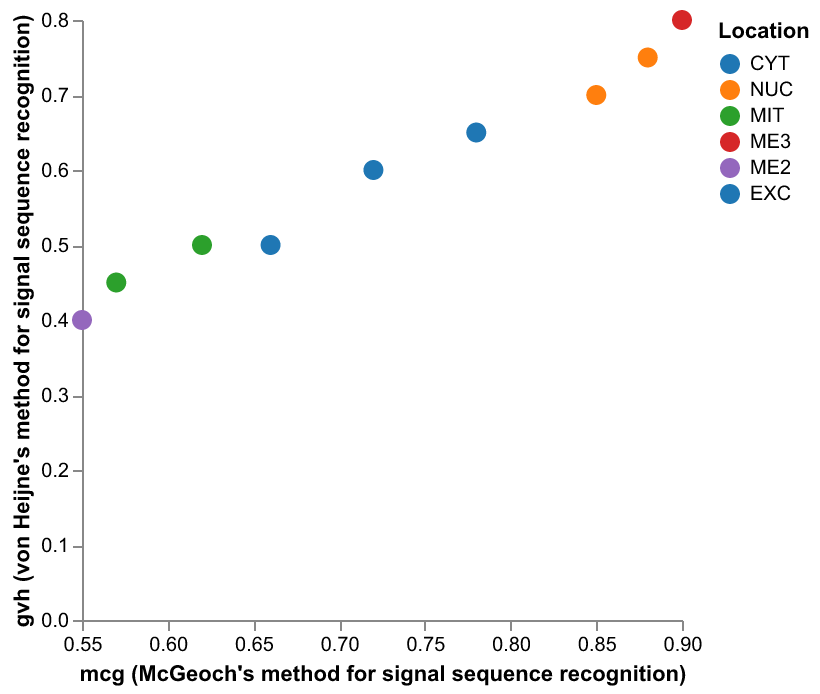 0.8
0.7
0.6
0.5
0.4
0.3
0.2
0.1
0.0
gvh (von Heijne's method for signal sequence recognition)
0.55 0.60 0.65 0.70 0.75 0.80 0.85 0.90
mcg (McGeoch's method for signal sequence recognition)
Location
CYT
NUC
MIT
ME3
ME2
EXC